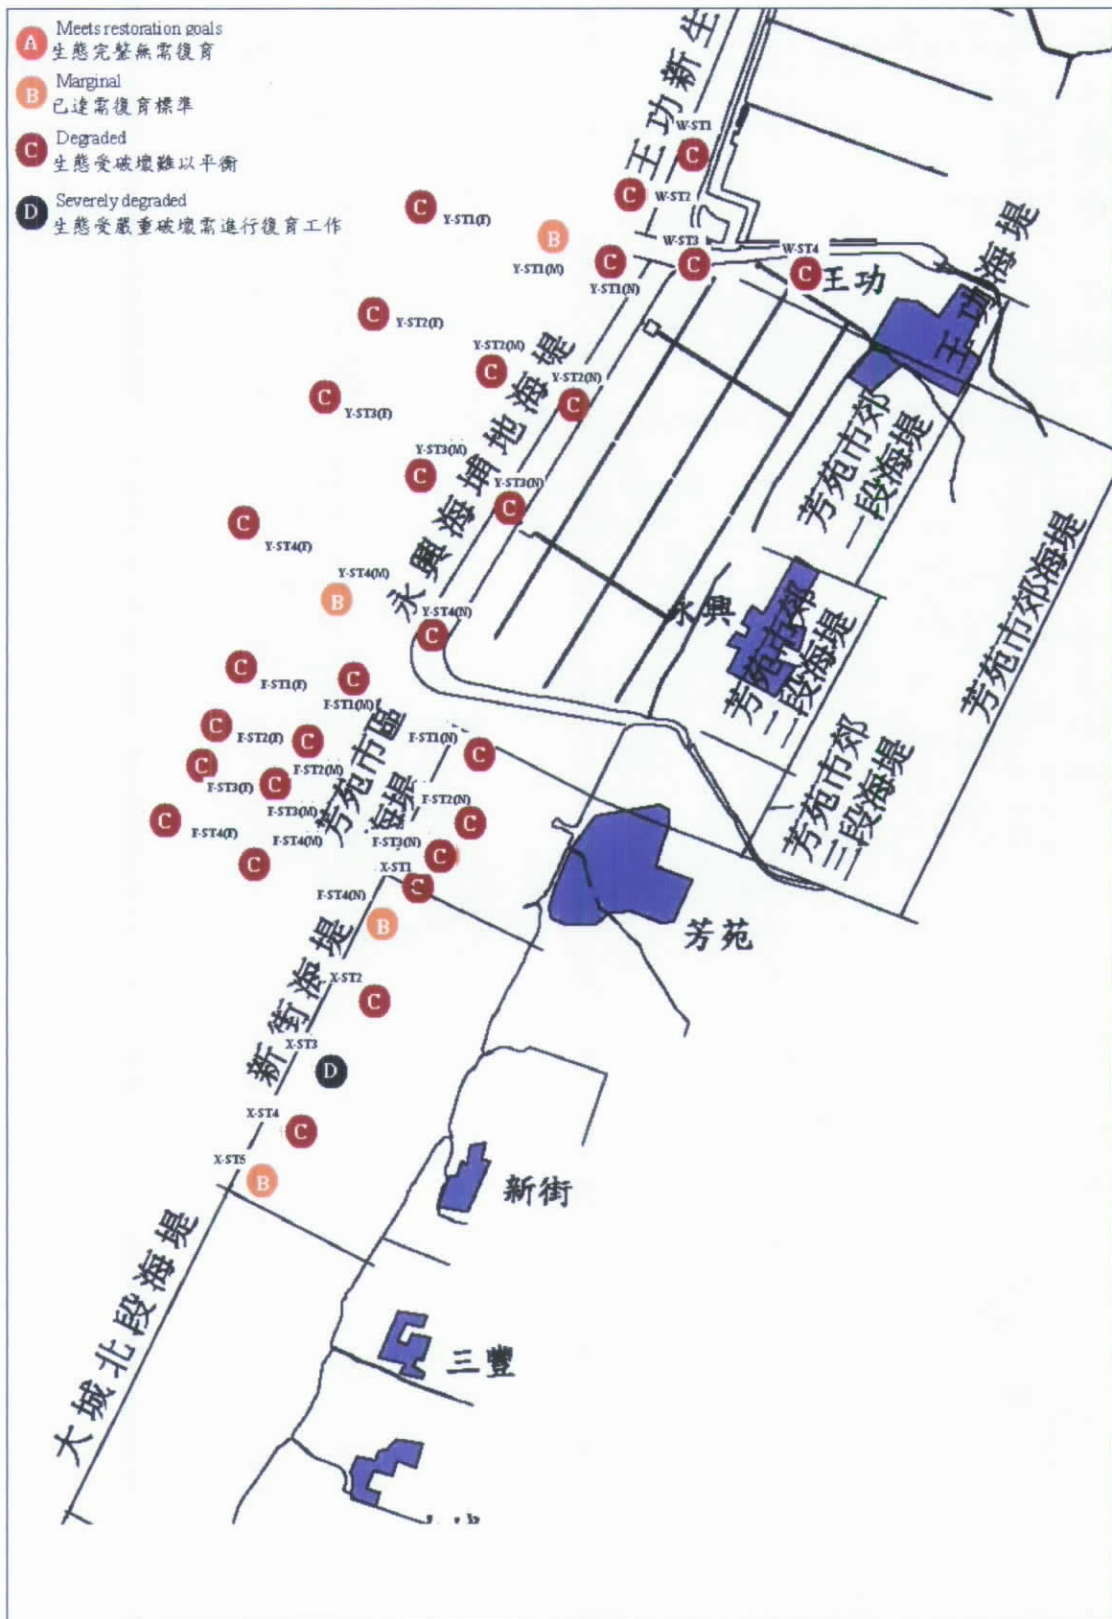 A Meets restoration goals
生態完整無需復育
B Marginal
已達需復育標準
C Degraded
生態受破壞難以平衡
D Severely degraded
生態受嚴重破壞需進行復育工作
王功新生
W-ST1
C
C
W-ST2
C
Y-ST1(F)
B
Y-ST1(M)
C
Y-ST1(N)
W-ST3
C
W-ST4
C
王功
王功海堤
C
Y-ST2(F)
Y-ST2(M)
C
Y-ST2(N)
C
C
Y-ST3(F)
Y-ST3(M)
C
Y-ST3(N)
C
永興海埔地海堤
芳苑市郊
一段海堤
C
Y-ST4(F)
Y-ST4(M)
B
Y-ST4(N)
C
永興
芳苑市郊
二段海堤
芳苑市郊海堤
C
F-ST1(F)
C
F-ST1(M)
F-ST1(N)
C
C
F-ST2(F)
C
F-ST2(M)
F-ST2(N)
C
C
F-ST3(F)
C
F-ST3(M)
F-ST3(N)
C
C
F-ST4(F)
F-ST4(M)
C
芳苑市區
海堤
芳苑市郊
三段海堤
X-ST1
C
F-ST4(N)
B
芳苑
X-ST2
C
新街海堤
X-ST3
D
X-ST4
C
X-ST5
B
新街
大城北段海堤
三豐